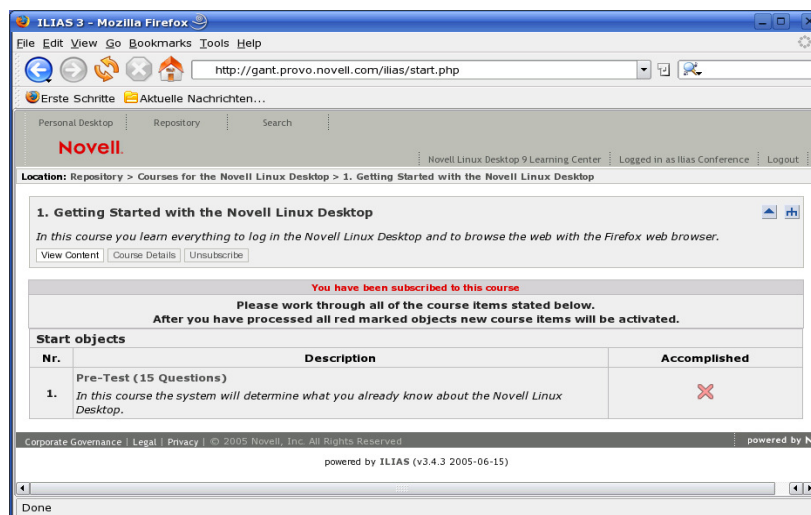 ILIAS 3 - Mozilla Firefox
File Edit View Go Bookmarks Tools Help
http://gant.provo.novell.com/ilias/start.php
Erste Schritte Aktuelle Nachrichten...
Personal Desktop Repository Search
Novell.
Novell Linux Desktop 9 Learning Center Logged in as Ilias Conference Logout
Location: Repository > Courses for the Novell Linux Desktop > 1. Getting Started with the Novell Linux Desktop
1. Getting Started with the Novell Linux Desktop
In this course you learn everything to log in the Novell Linux Desktop and to browse the web with the Firefox web browser.
View Content Course Details Unsubscribe
You have been subscribed to this course
Please work through all of the course items stated below.
After you have processed all red marked objects new course items will be activated.
Start objects
Nr. Description Accomplished
Pre-Test (15 Questions)
1. In this course the system will determine what you already know about the Novell Linux
Desktop.
Corporate Governance | Legal | Privacy | © 2005 Novell, Inc. All Rights Reserved powered by N
powered by ILIAS (v3.4.3 2005-06-15)
Done